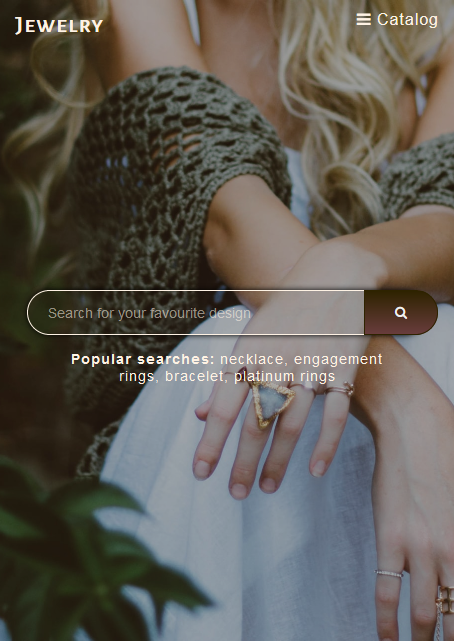 JEWELRY
Catalog
Search for your favourite design
Popular searches: necklace, engagement
rings, bracelet, platinum rings